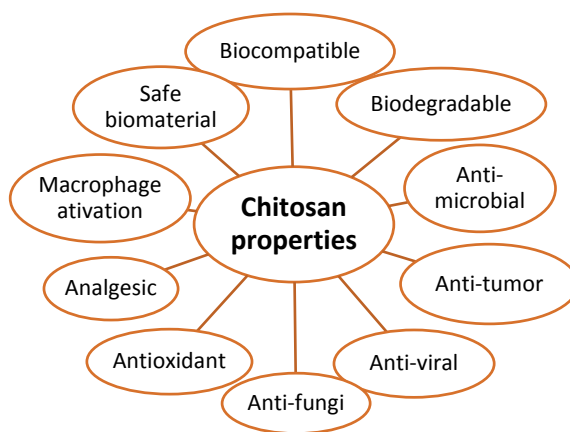 Biocompatible
Safe
biomaterial
Biodegradable
Macrophage
ativation
Anti-
microbial
Chitosan
properties
Analgesic
Anti-tumor
Antioxidant
Anti-viral
Anti-fungi